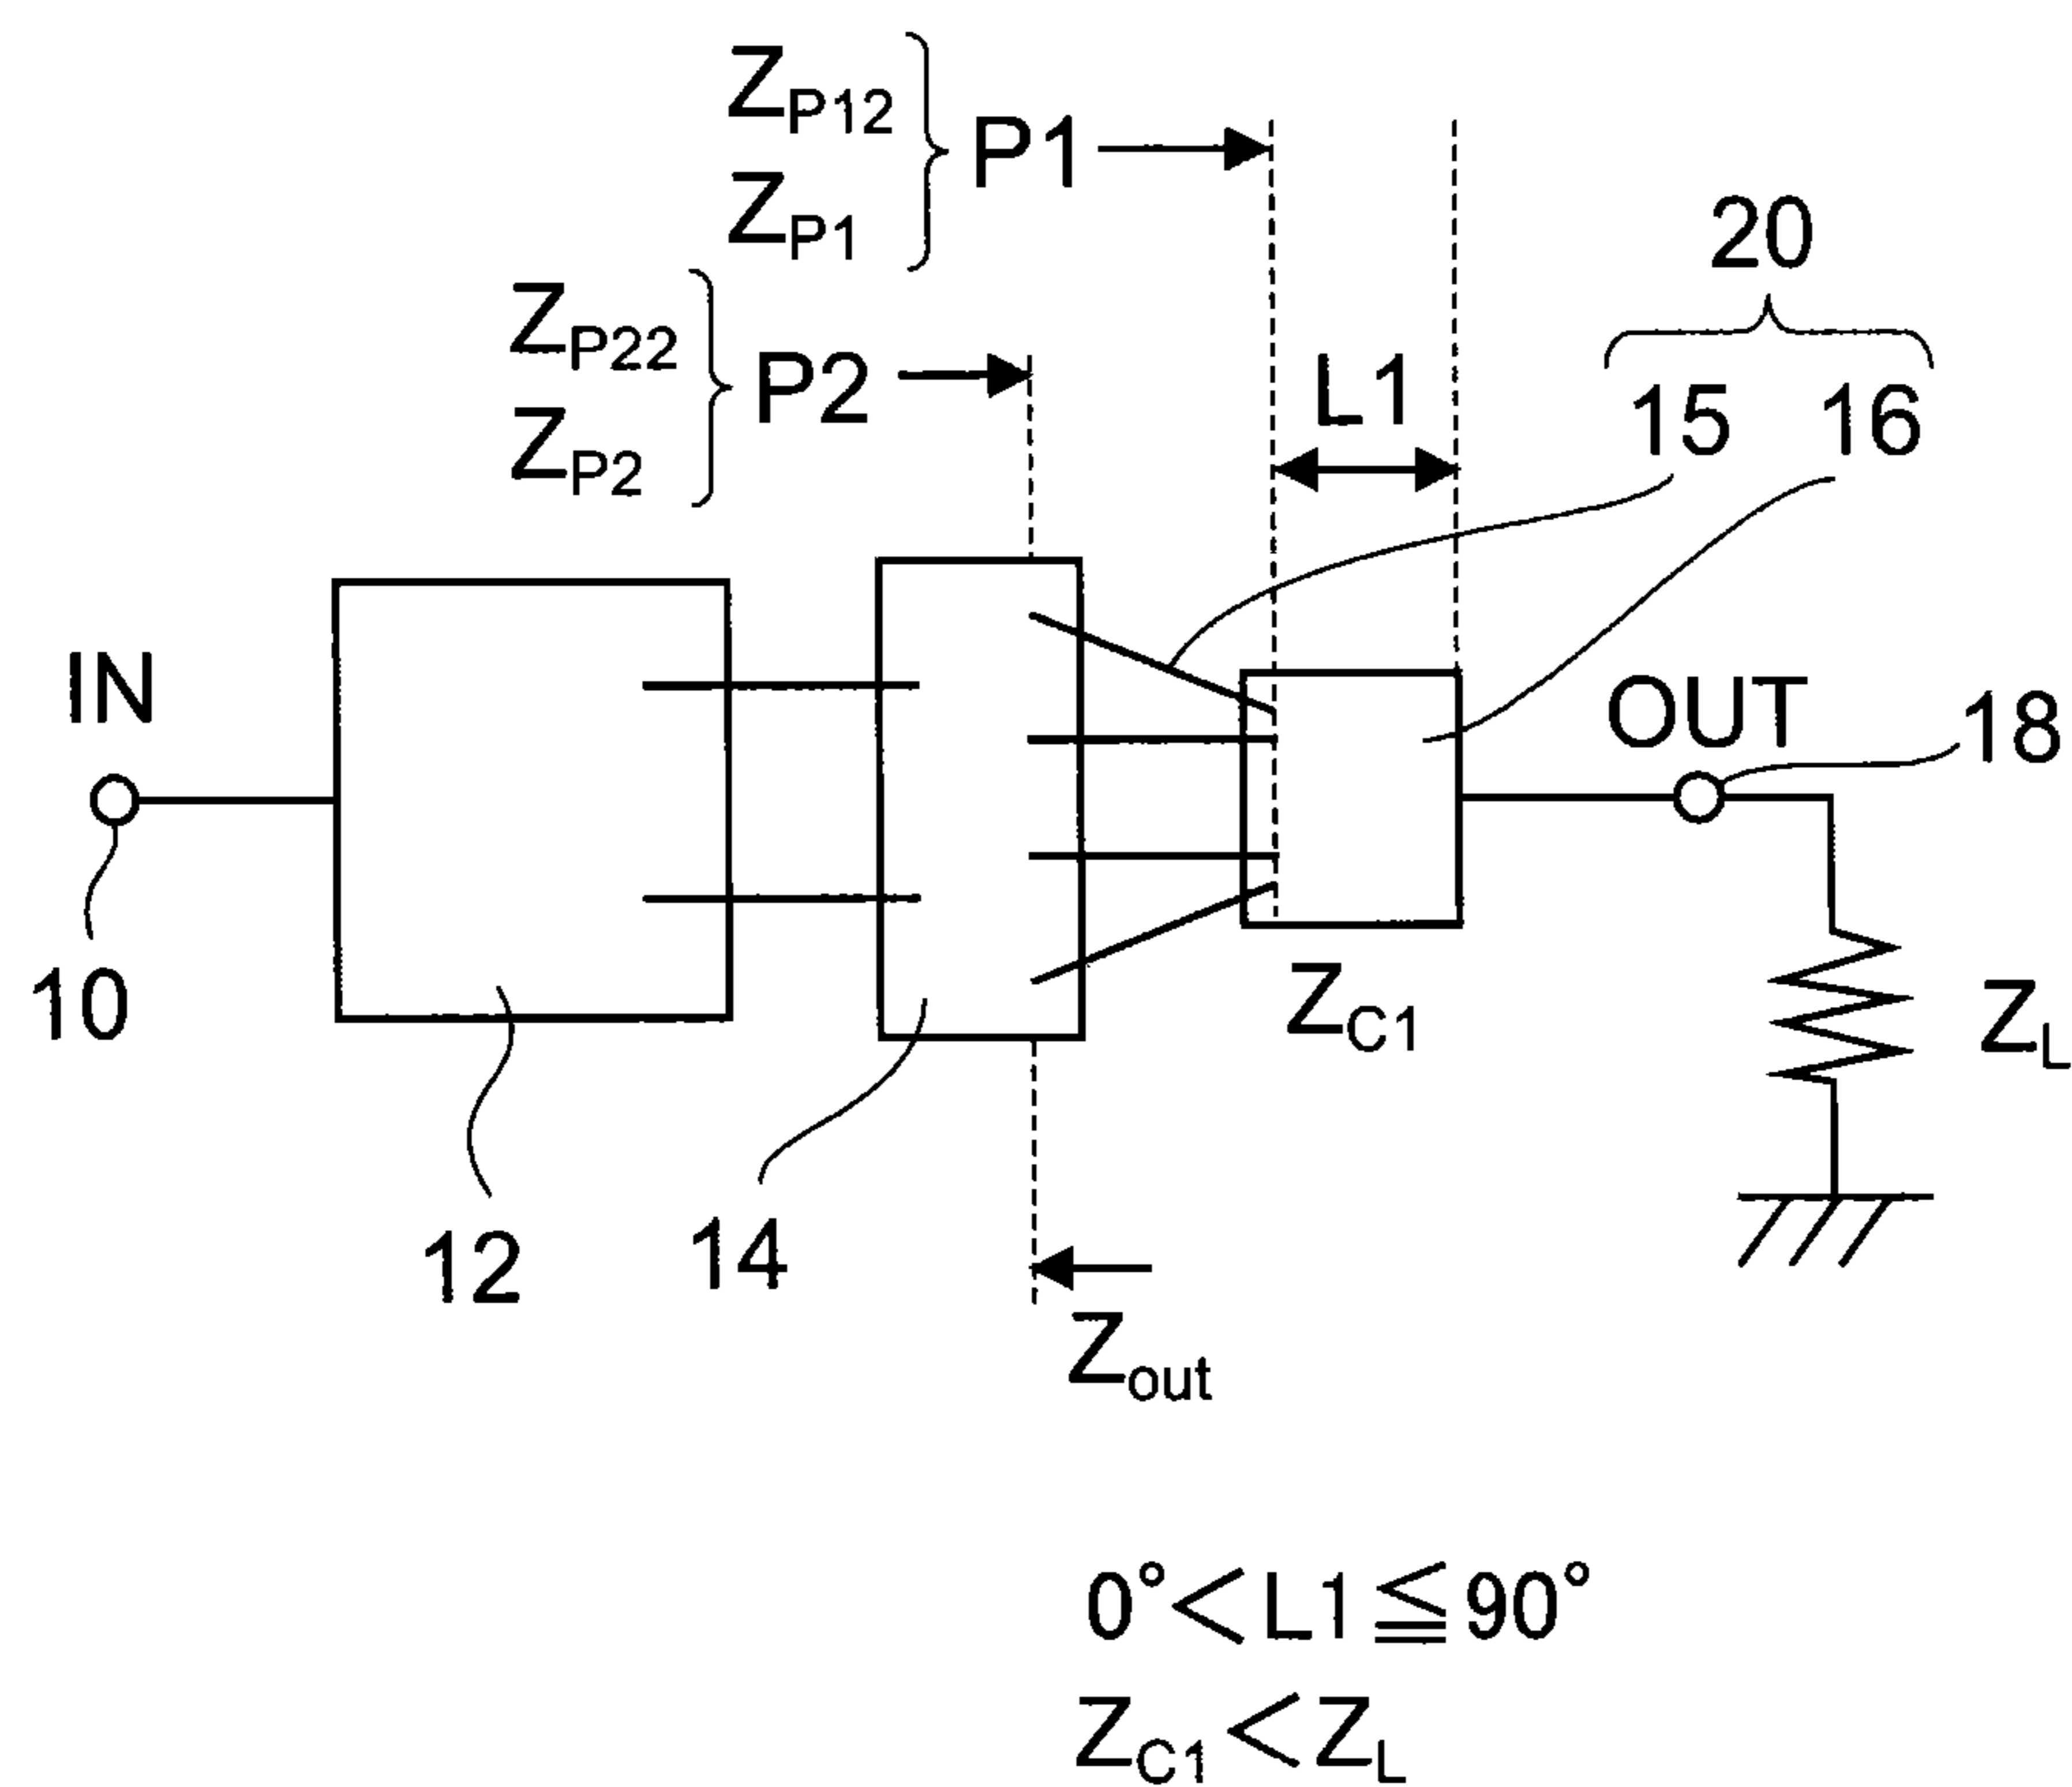 Z_P12
Z_P1
P1
20
Z_P22
Z_P2
P2
L1
15 16
IN
OUT
18
10
Z_C1
Z_L
12
14
Z_out
0°<L1≦90°
Z_C1<Z_L